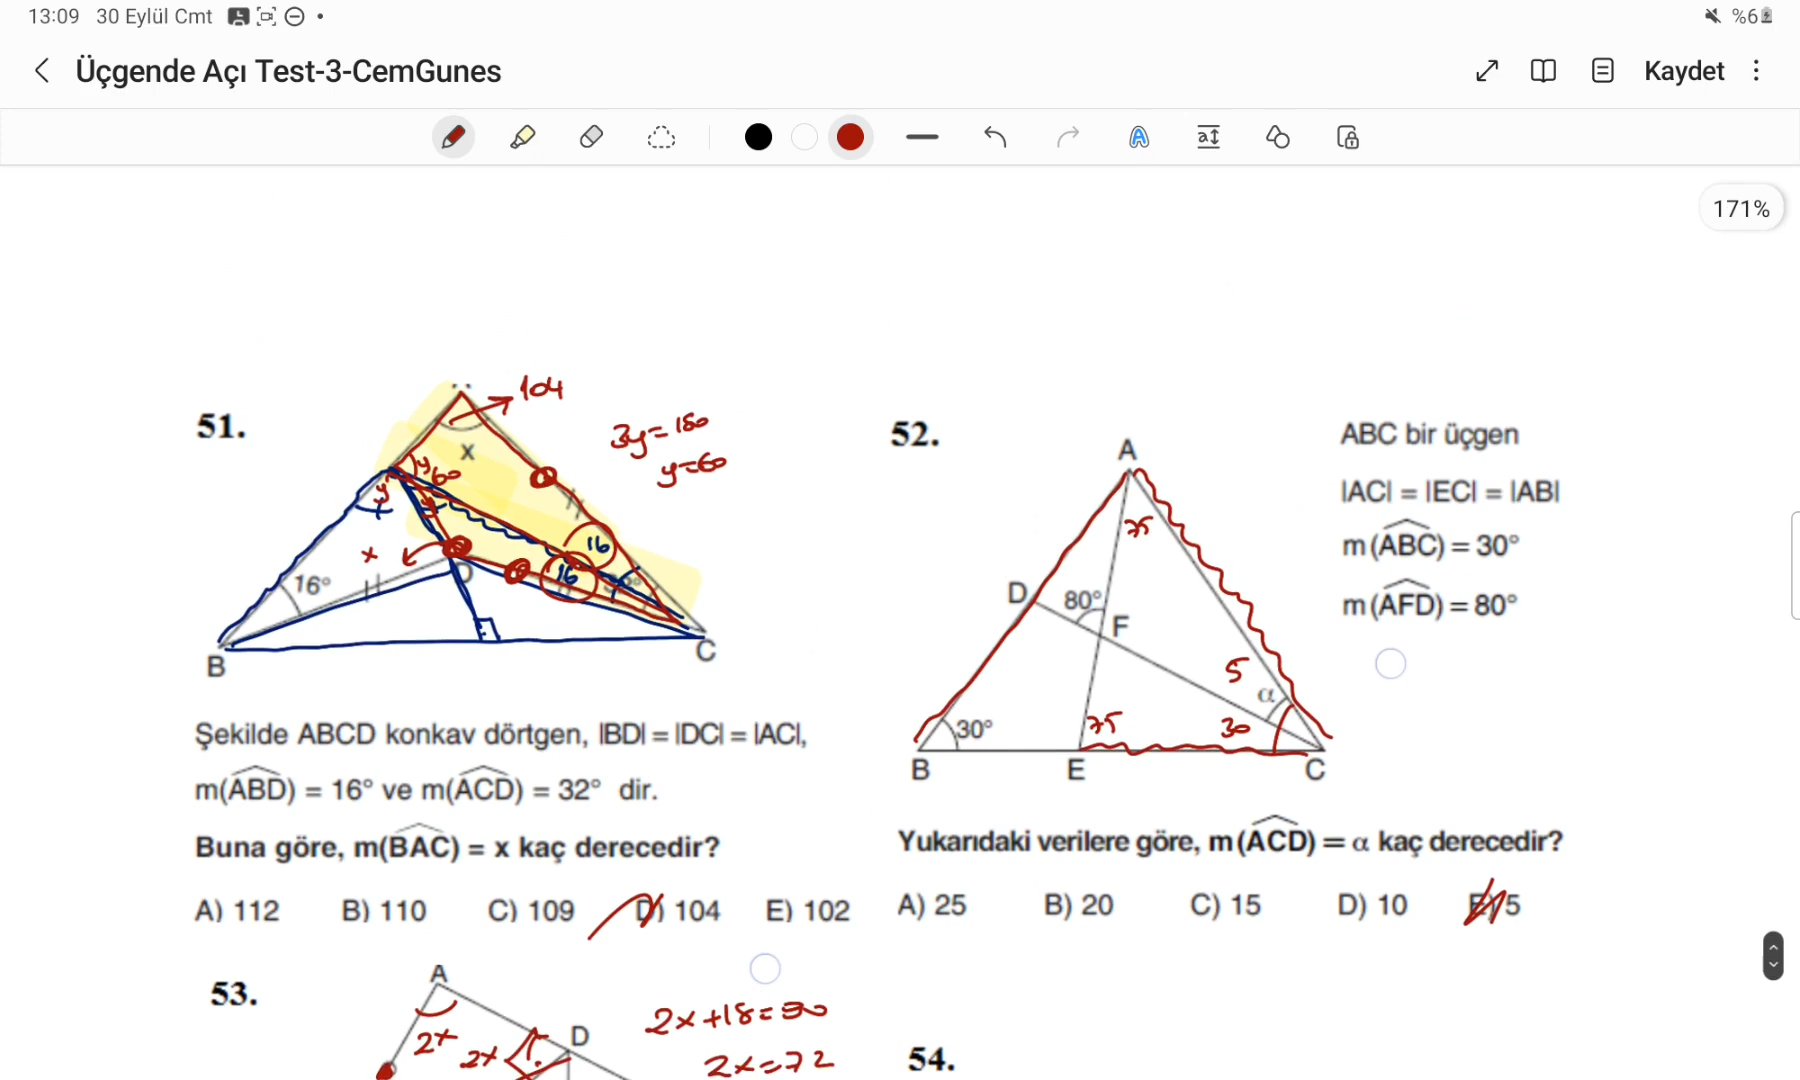 13:09 30 Eylül Cmt
%6
Üçgende Açı Test-3-CemGunes
Kaydet
171%
51.
104
x
3y=180
y=60
y
60
y
x
16
16
16°
D
B
C
Şekilde ABCD konkav dörtgen, |BD| = |DC| = |AC|,
m(ABD) = 16° ve m(ACD) = 32° dir.
Buna göre, m(BAC) = x kaç derecedir?
A) 112 B) 110 C) 109 D) 104 E) 102
52.
A
75
D
80°
F
5
α
30°
75
30
B
E
C
ABC bir üçgen
|AC| = |EC| = |AB|
m(ABC) = 30°
m(AFD) = 80°
Yukarıdaki verilere göre, m(ACD) = α kaç derecedir?
A) 25 B) 20 C) 15 D) 10 E) 5
53.
A
D
2x
2x
2x+18=90
2x=72
54.